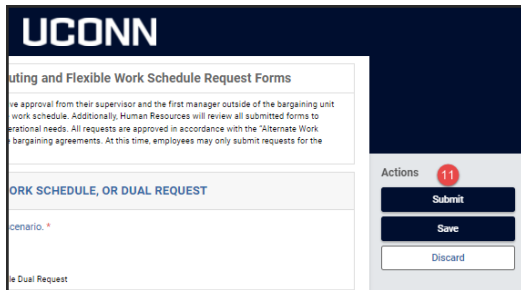 UCONN
uting and Flexible Work Schedule Request Forms
ve approval from their supervisor and the first manager outside of the bargaining unit
work schedule. Additionally, Human Resources will review all submitted forms to
erational needs. All requests are approved in accordance with the "Alternate Work
bargaining agreements. At this time, employees may only submit requests for the
ORK SCHEDULE, OR DUAL REQUEST
cenario. *
le Dual Request
Actions 11
Submit
Save
Discard